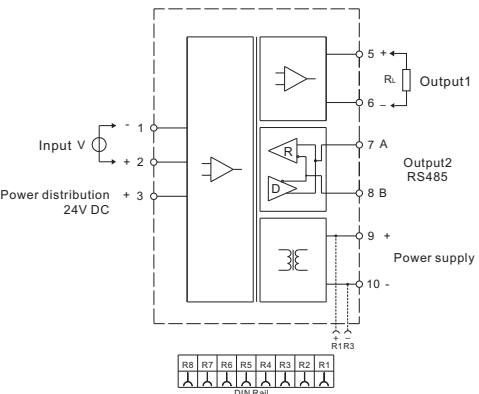 5 +
RL
Output1
6 –
- 1
Input V
+ 2
Power distribution + 3
24V DC
R
D
7 A
Output2
RS485
8 B
9 +
Power supply
10 -
+ –
R1 R3
R8 R7 R6 R5 R4 R3 R2 R1
DIN Rail